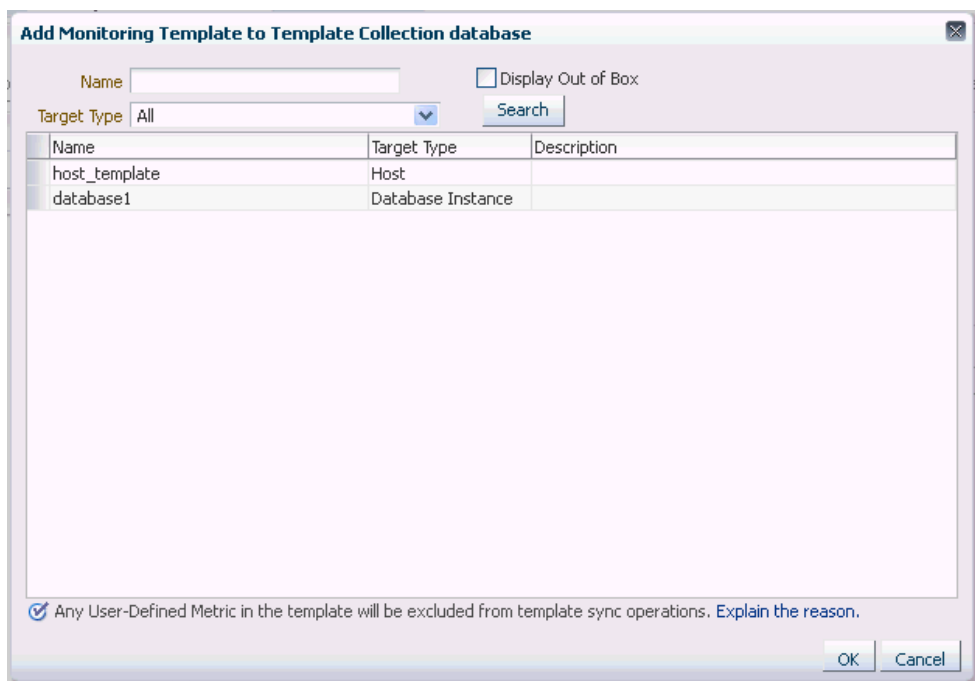 Add Monitoring Template to Template Collection database
Name
Display Out of Box
Target Type All
Search
Name Target Type Description
host_template Host
database1 Database Instance
Any User-Defined Metric in the template will be excluded from template sync operations. Explain the reason.
OK Cancel